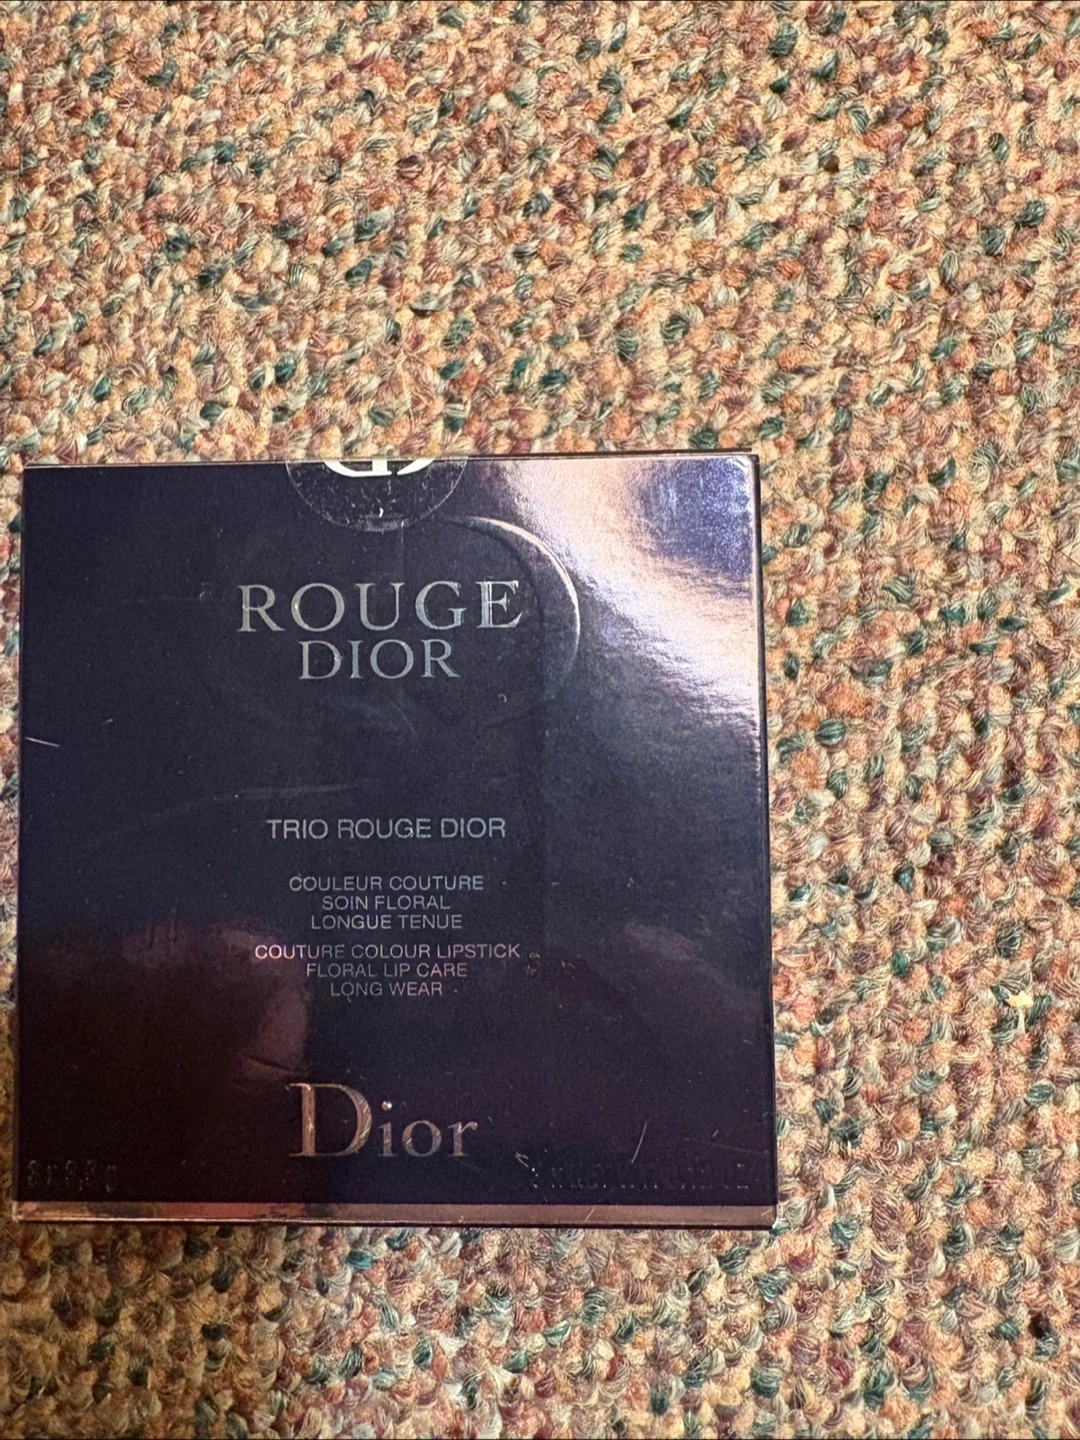 ROUGE
DIOR
TRIO ROUGE DIOR
COULEUR COUTURE
SOIN FLORAL
LONGUE TENUE
COUTURE COLOUR LIPSTICK
FLORAL LIP CARE
LONG WEAR
Dior